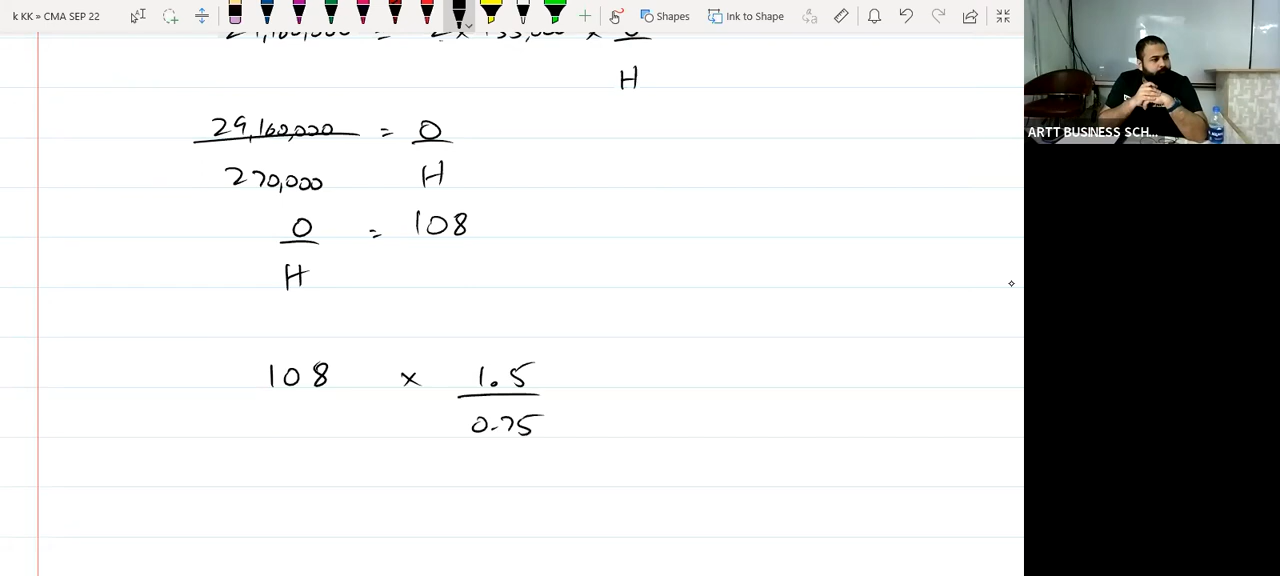 k KK » CMA SEP 22
Shapes
Ink to Shape
ARTT BUSINESS SCH...
H
29,160,000 = O
270,000 H
O = 108
H
108 × 1.5
0.75